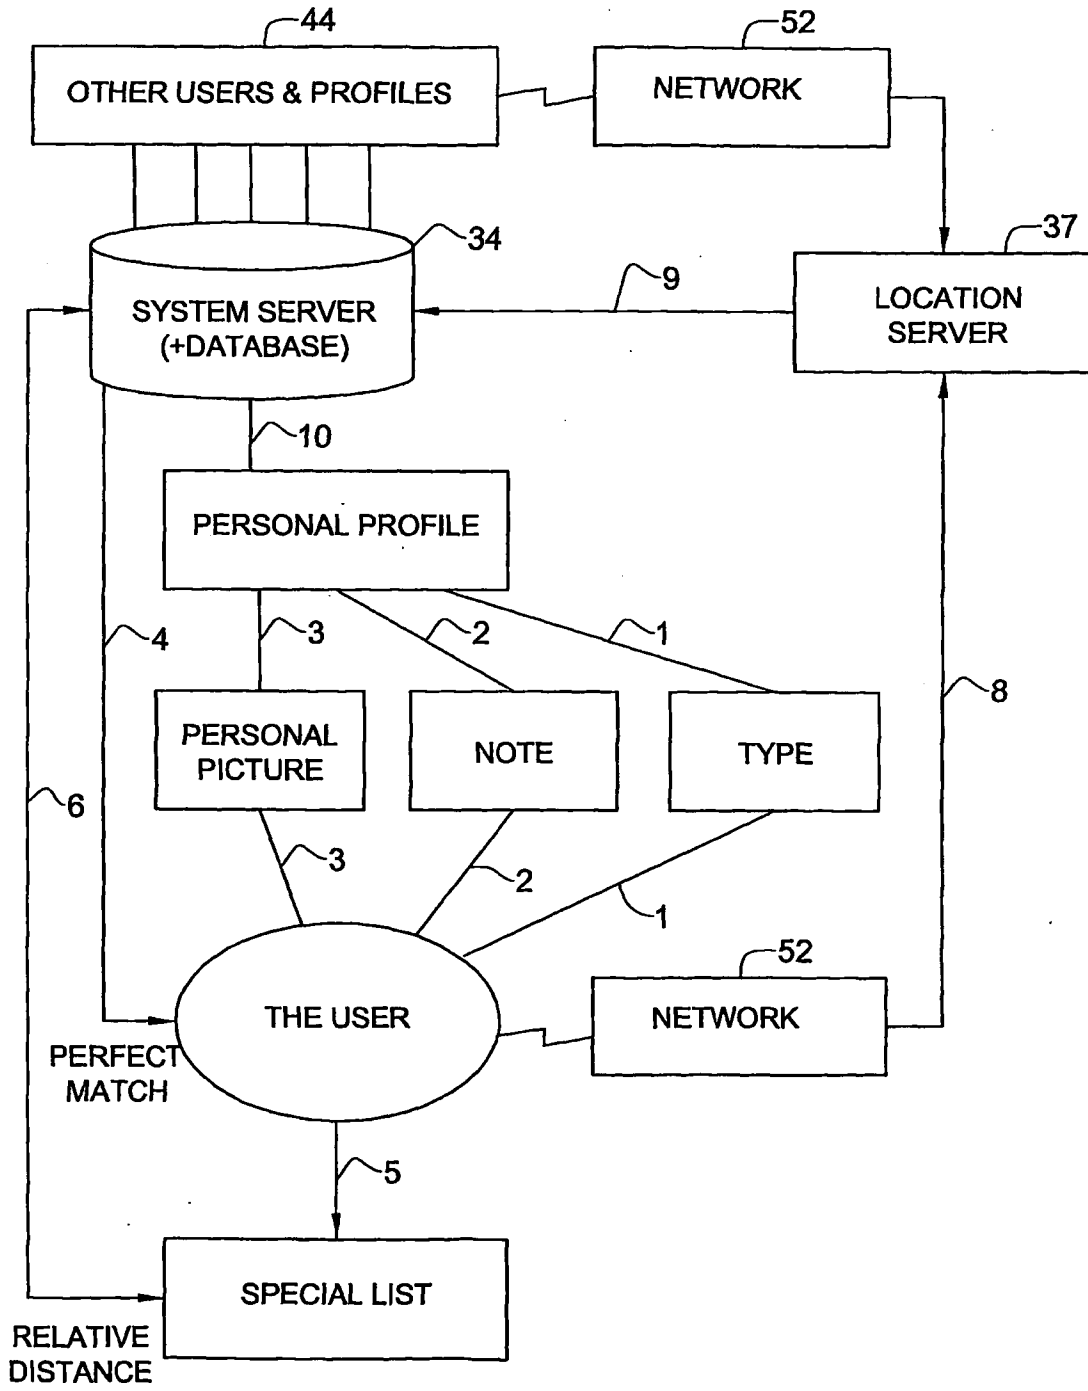 44
52
OTHER USERS & PROFILES
NETWORK
34
37
9
SYSTEM SERVER
(+DATABASE)
LOCATION
SERVER
10
PERSONAL PROFILE
4
3
2
1
8
PERSONAL
PICTURE
NOTE
TYPE
6
3
2
1
52
THE USER
NETWORK
PERFECT
MATCH
5
SPECIAL LIST
RELATIVE
DISTANCE